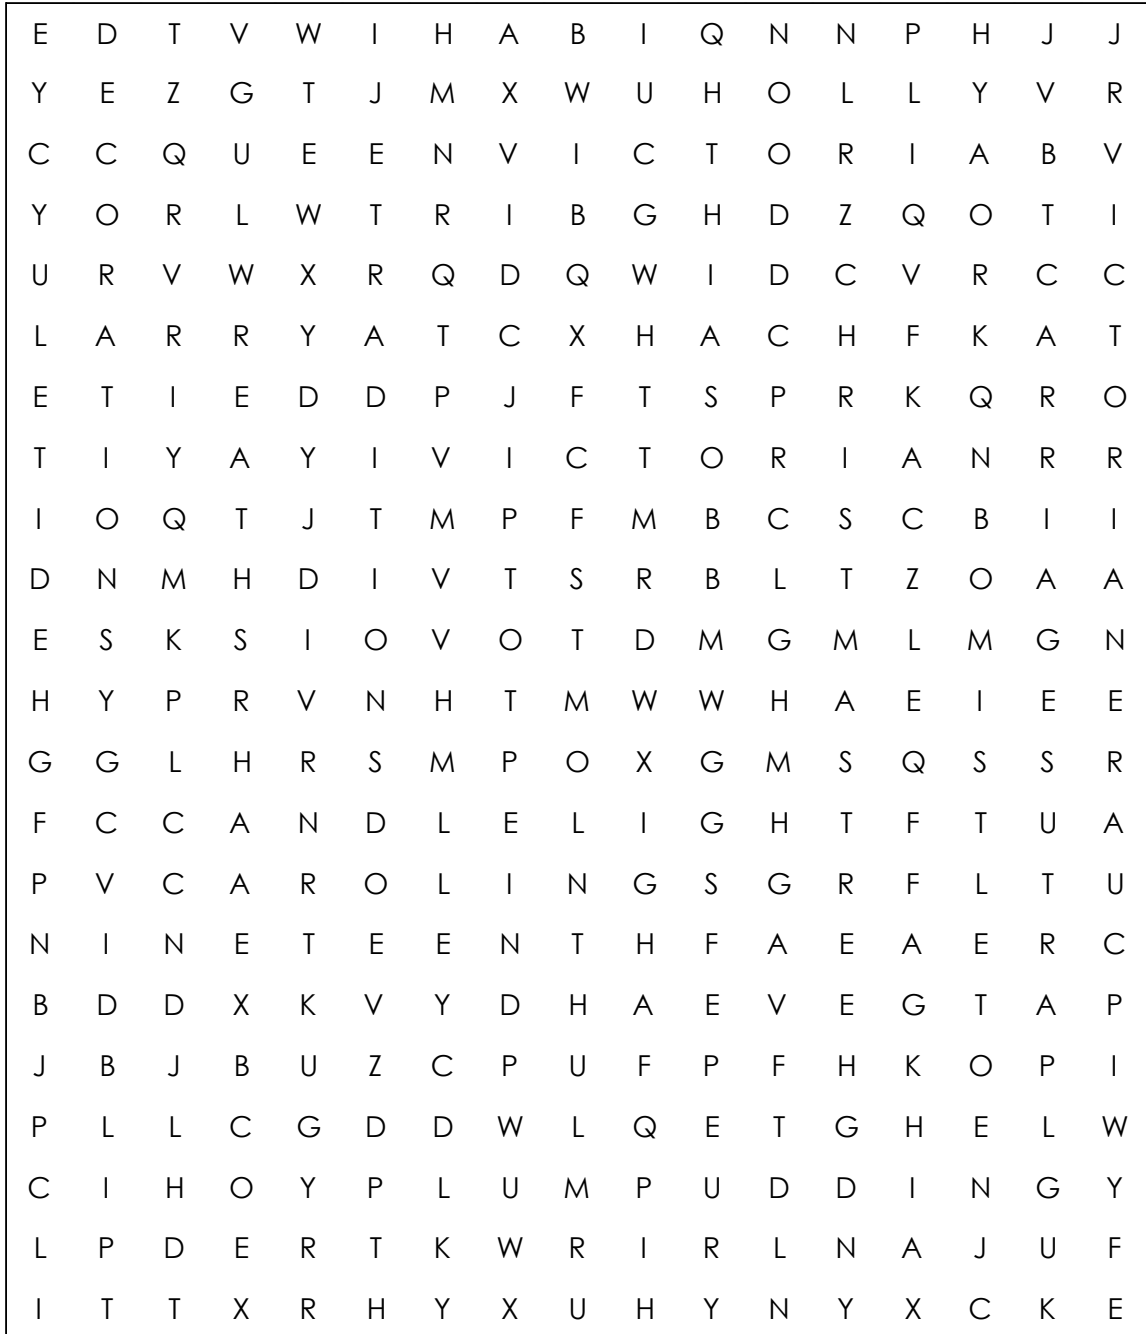 E D T V W I H A B I Q N N P H J J
Y E Z G T J M X W U H O L L Y V R
C C Q U E E N V I C T O R I A B V
Y O R L W T R I B G H D Z Q O T I
U R V W X R Q D Q W I D C V R C C
L A R R Y A T C X H A C H F K A T
E T I E D D P J F T S P R K Q R O
T I Y A Y I V I C T O R I A N R R
I O Q T J T M P F M B C S C B I I
D N M H D I V T S R B L T Z O A A
E S K S I O V O T D M G M L M G N
H Y P R V N H T M W W H A E I E E
G G L H R S M P O X G M S Q S S R
F C C A N D L E L I G H T F T U A
P V C A R O L I N G S G R F L T U
N I N E T E E N T H F A E A E R C
B D D X K V Y D H A E V E G T A P
J B J B U Z C P U F P F H K O P I
P L L C G D D W L Q E T G H E L W
C I H O Y P L U M P U D D I N G Y
L P D E R T K W R I R L N A J U F
I T T X R H Y X U H Y N Y X C K E